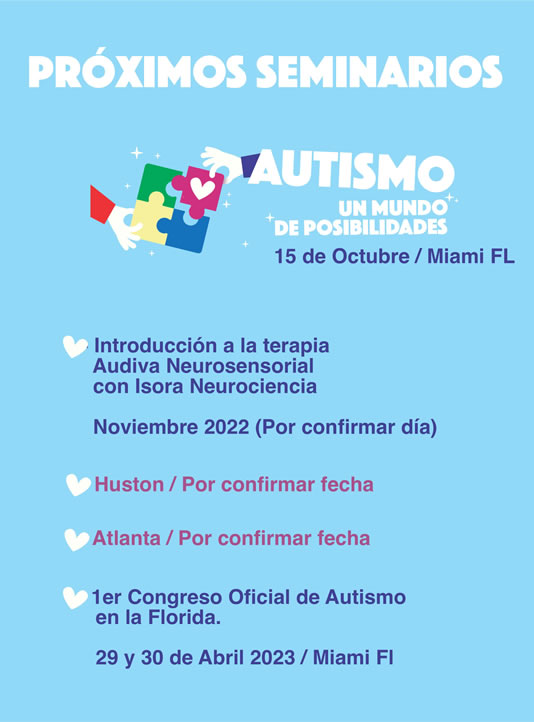 PRÓXIMOS SEMINARIOS
AUTISMO
UN MUNDO
DE POSIBILIDADES
15 de Octubre / Miami FL
Introducción a la terapia
Audiva Neurosensorial
con Isora Neurociencia
Noviembre 2022 (Por confirmar día)
Huston / Por confirmar fecha
Atlanta / Por confirmar fecha
1er Congreso Oficial de Autismo
en la Florida.
29 y 30 de Abril 2023 / Miami Fl